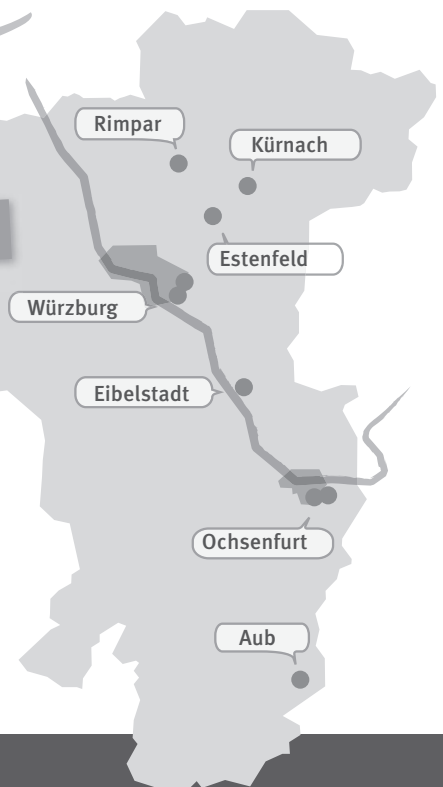 Rimpar
Kürnach
Estenfeld
Würzburg
Eibelstadt
Ochsenfurt
Aub